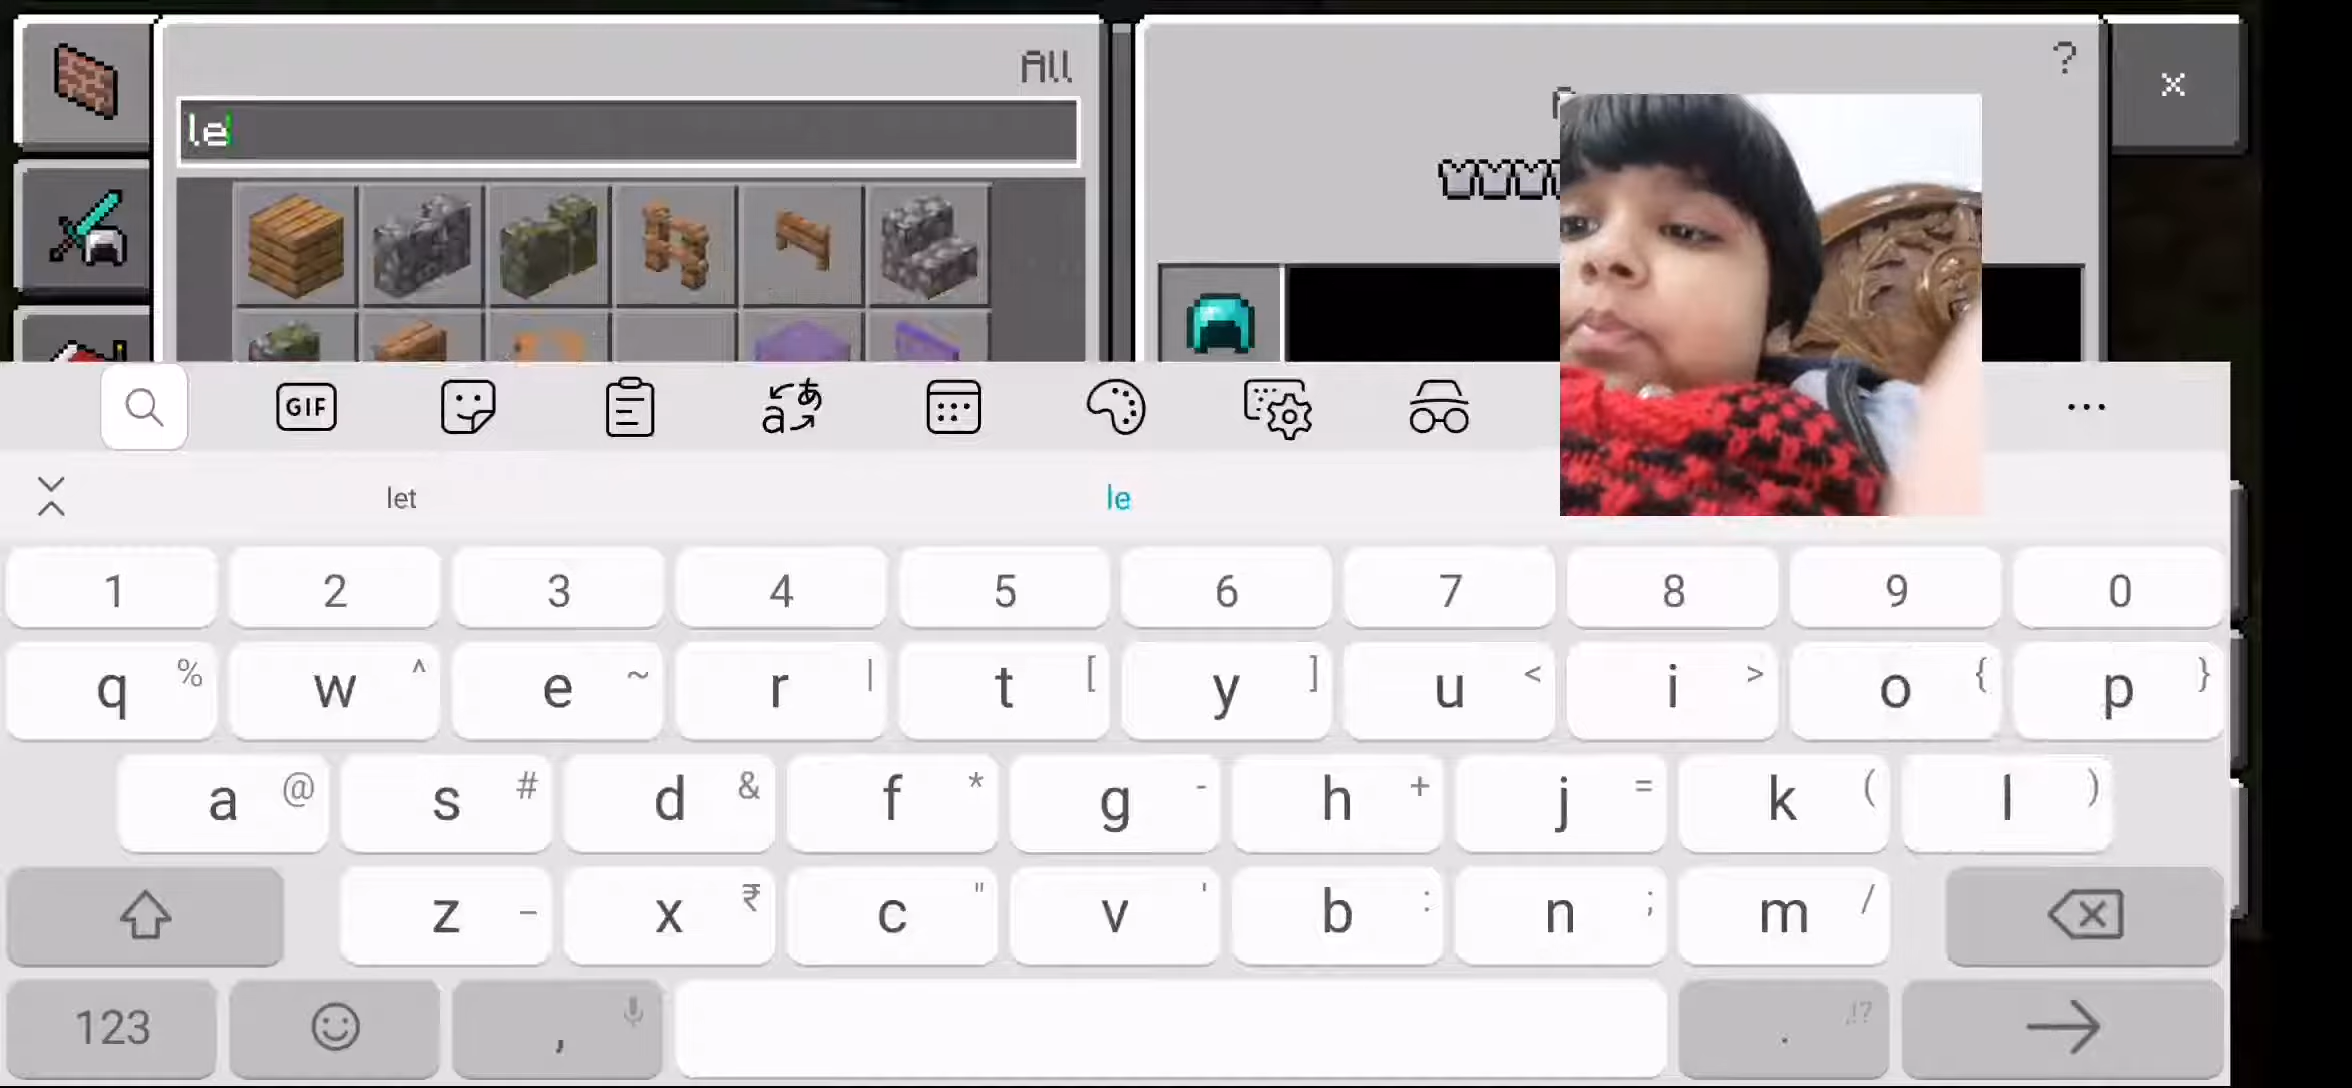 All
?
le
GIF
let
le
1 2 3 4 5 6 7 8 9 0
q % w ^ e ~ r | t [ y ] u < i > o { p }
a @ s # d & f * g - h + j = k ( l )
z _ x ₹ c " v ' b : n ; m /
123 , . ,!?